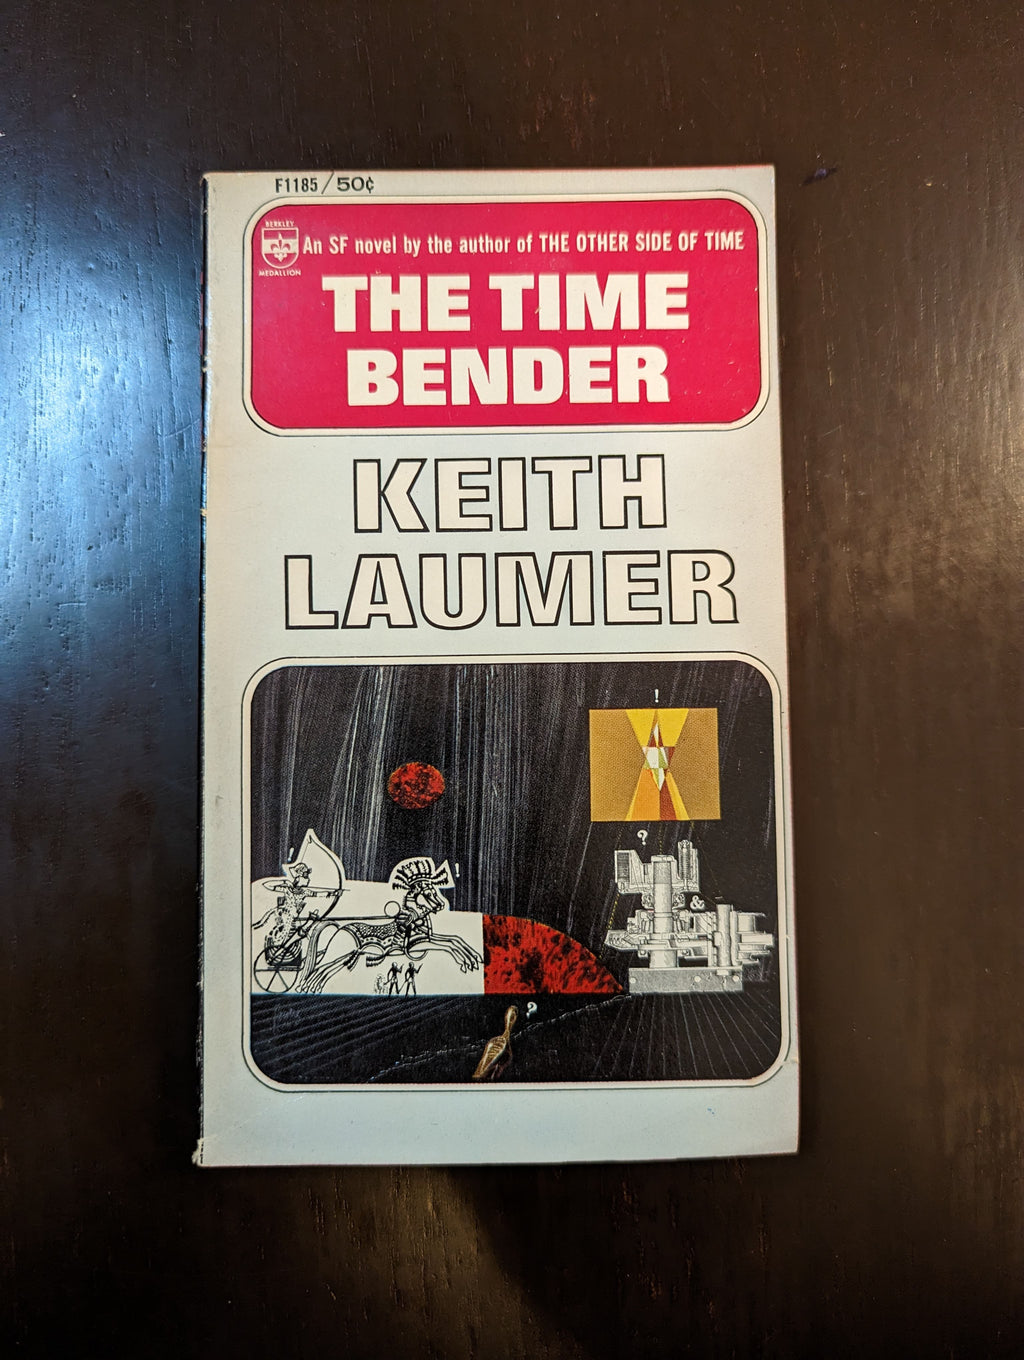 F1185/50¢
BERKLEY
MEDALLION
An SF novel by the author of THE OTHER SIDE OF TIME
THE TIME
BENDER
KEITH
LAUMER
!
?
!
!
&
?